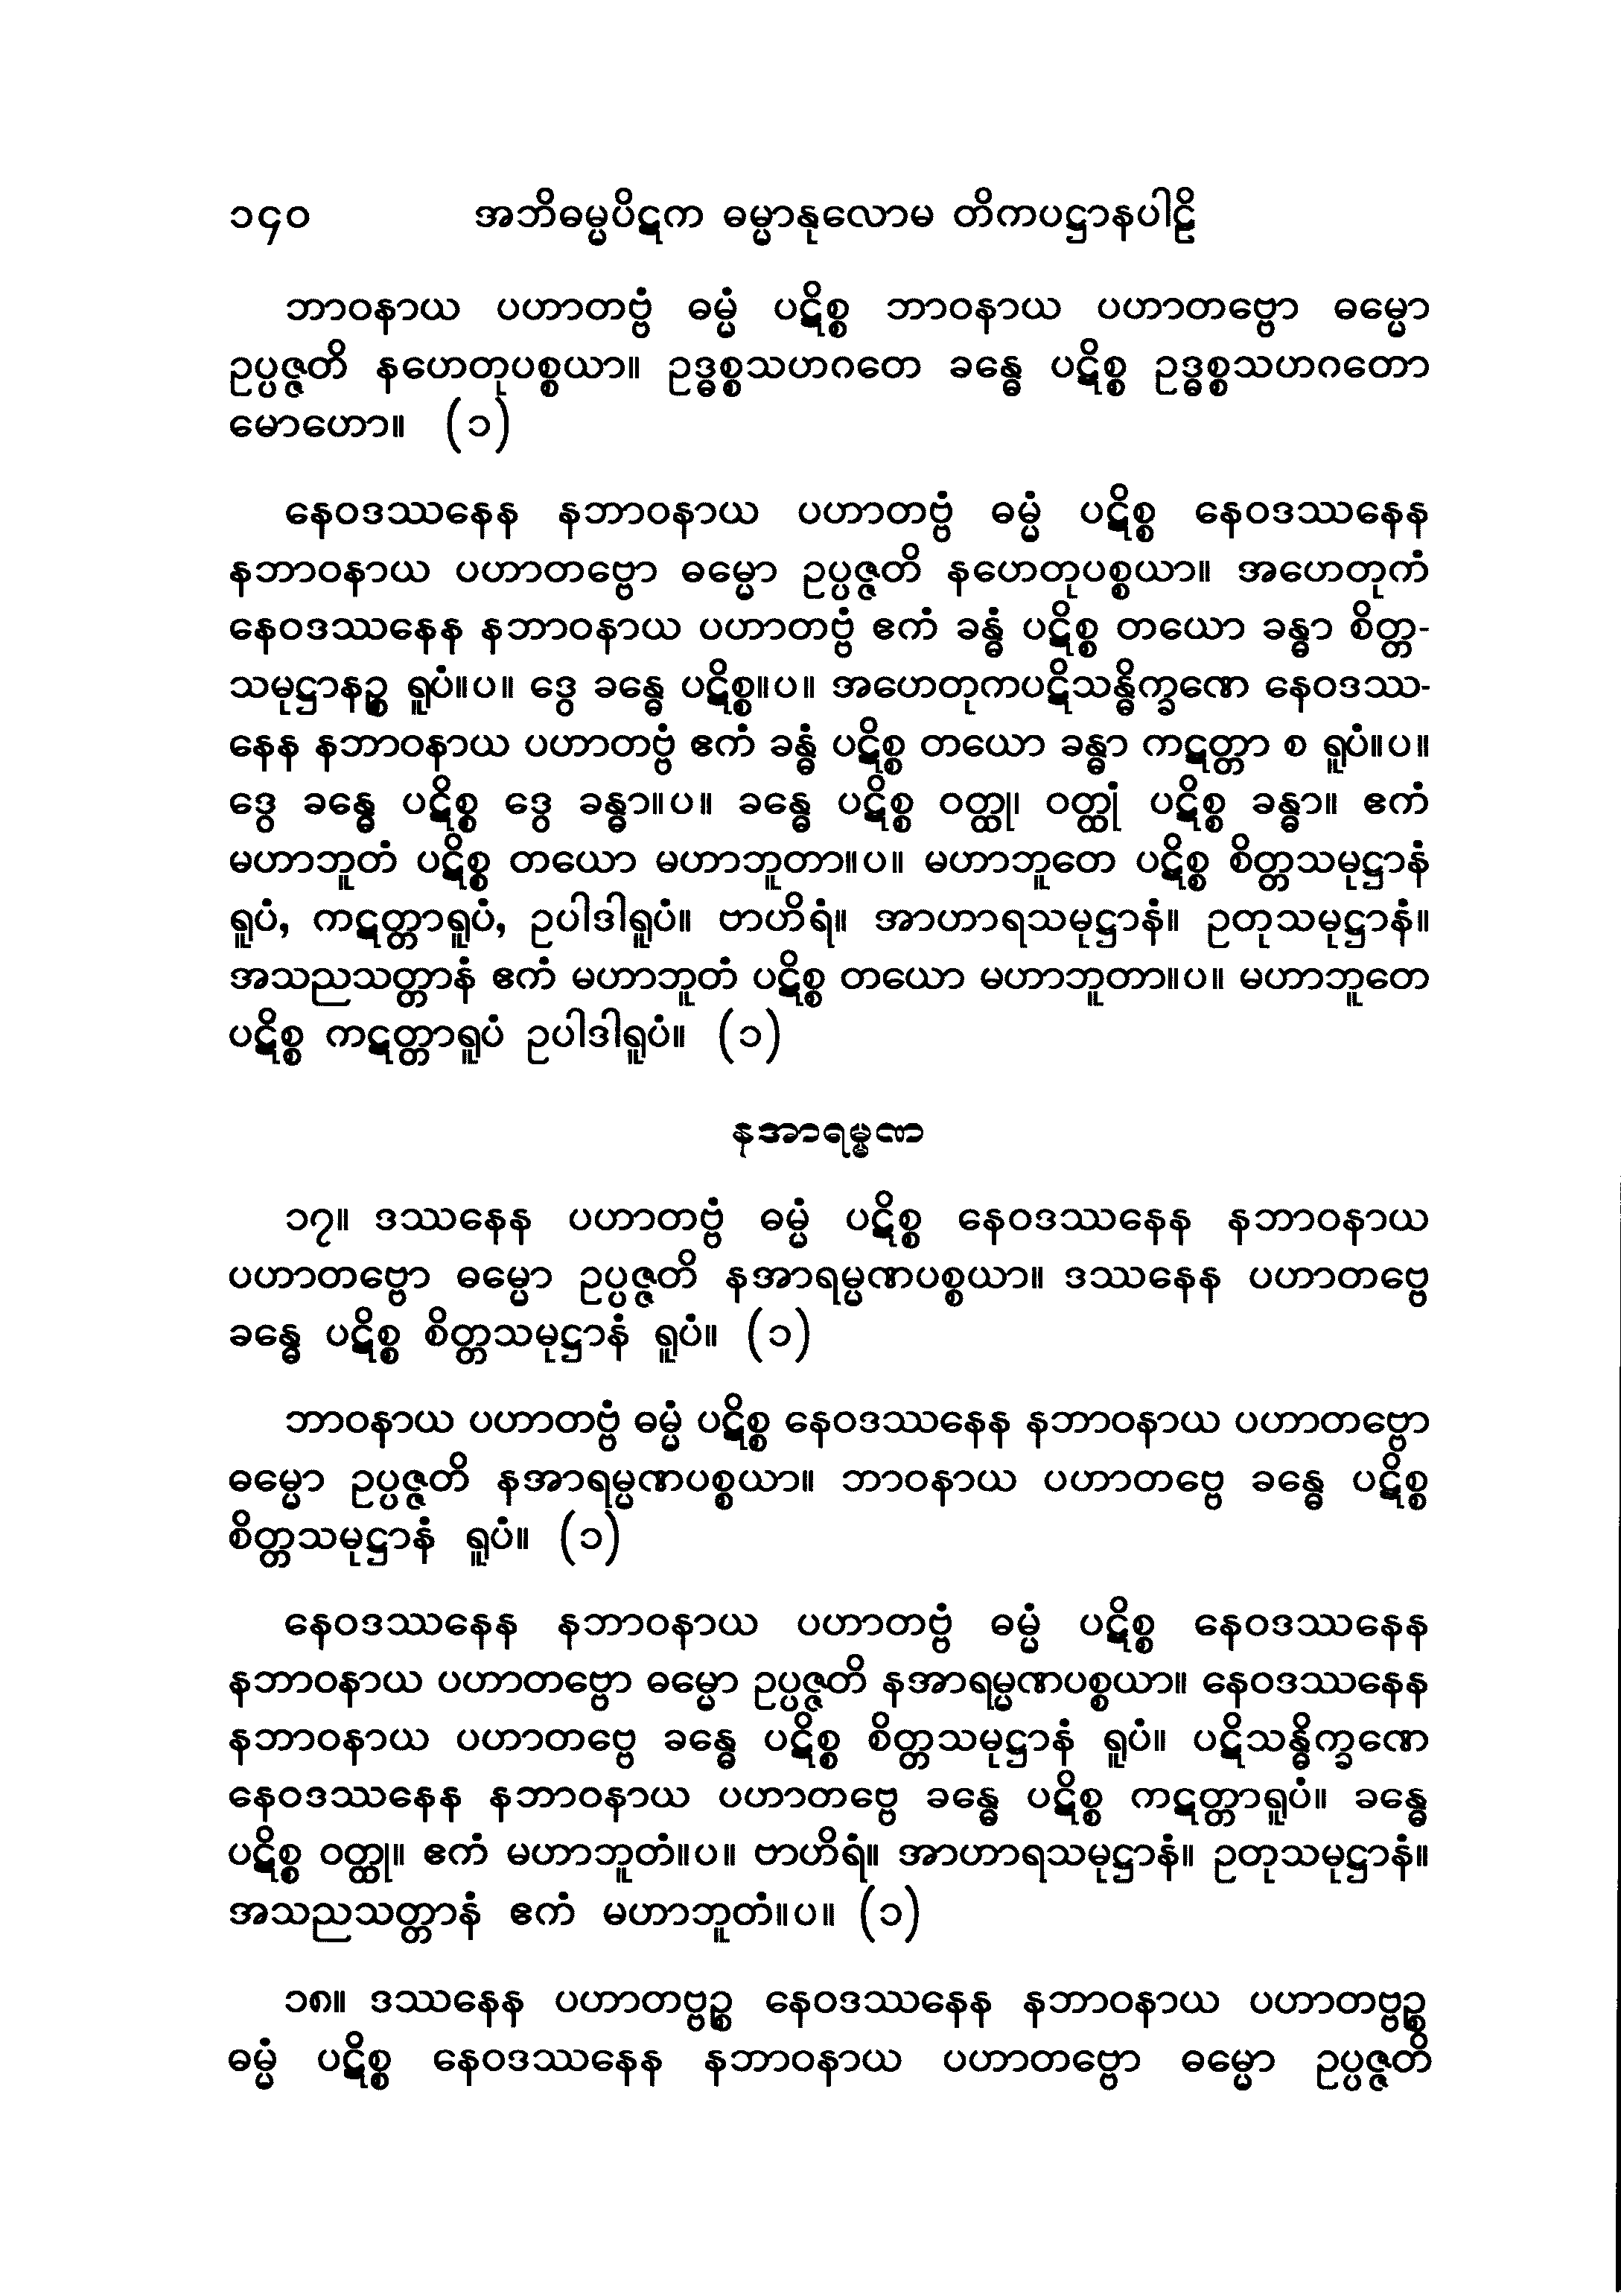 ၁၄၀ အဘိဓမ္မပိဋက ဓမ္မာနုလောမ တိကပဋ္ဌာနပါဠိ
ဘာဝနာယ ပဟာတဗ္ဗံ ဓမ္မံ ပဋိစ္စ ဘာဝနာယ ပဟာတဗ္ဗော ဓမ္မော
ဥပ္ပဇ္ဇတိ နဟေတုပစ္စယာ။ ဥဒ္ဓစ္စသဟဂတေ ခန္ဓေ ပဋိစ္စ ဥဒ္ဓစ္စသဟဂတော
မောဟော။ (၁)
နေဝဒဿနေန နဘာဝနာယ ပဟာတဗ္ဗံ ဓမ္မံ ပဋိစ္စ နေဝဒဿနေန
နဘာဝနာယ ပဟာတဗ္ဗော ဓမ္မော ဥပ္ပဇ္ဇတိ နဟေတုပစ္စယာ။ အဟေတုကံ
နေဝဒဿနေန နဘာဝနာယ ပဟာတဗ္ဗံ ဧကံ ခန္ဓံ ပဋိစ္စ တယော ခန္ဓာ စိတ္တ-
သမုဋ္ဌာနဉ္စ ရူပံ။ပ။ ဒွေ ခန္ဓေ ပဋိစ္စ။ပ။ အဟေတုကပဋိသန္ဓိက္ခဏေ နေဝဒဿ-
နေန နဘာဝနာယ ပဟာတဗ္ဗံ ဧကံ ခန္ဓံ ပဋိစ္စ တယော ခန္ဓာ ကဋတ္တာ စ ရူပံ။ပ။
ဒွေ ခန္ဓေ ပဋိစ္စ ဒွေ ခန္ဓာ။ပ။ ခန္ဓေ ပဋိစ္စ ဝတ္ထု၊ ဝတ္ထုံ ပဋိစ္စ ခန္ဓာ။ ဧကံ
မဟာဘူတံ ပဋိစ္စ တယော မဟာဘူတာ။ပ။ မဟာဘူတေ ပဋိစ္စ စိတ္တသမုဋ္ဌာနံ
ရူပံ, ကဋတ္တာရူပံ, ဥပါဒါရူပံ။ ဗာဟိရံ။ အာဟာရသမုဋ္ဌာနံ။ ဥတုသမုဋ္ဌာနံ။
အသညသတ္တာနံ ဧကံ မဟာဘူတံ ပဋိစ္စ တယော မဟာဘူတာ။ပ။ မဟာဘူတေ
ပဋိစ္စ ကဋတ္တာရူပံ ဥပါဒါရူပံ။ (၁)
နအာရမ္မဏ
၁၇။ ဒဿနေန ပဟာတဗ္ဗံ ဓမ္မံ ပဋိစ္စ နေဝဒဿနေန နဘာဝနာယ
ပဟာတဗ္ဗော ဓမ္မော ဥပ္ပဇ္ဇတိ နအာရမ္မဏပစ္စယာ။ ဒဿနေန ပဟာတဗ္ဗေ
ခန္ဓေ ပဋိစ္စ စိတ္တသမုဋ္ဌာနံ ရူပံ။ (၁)
ဘာဝနာယ ပဟာတဗ္ဗံ ဓမ္မံ ပဋိစ္စ နေဝဒဿနေန နဘာဝနာယ ပဟာတဗ္ဗော
ဓမ္မော ဥပ္ပဇ္ဇတိ နအာရမ္မဏပစ္စယာ။ ဘာဝနာယ ပဟာတဗ္ဗေ ခန္ဓေ ပဋိစ္စ
စိတ္တသမုဋ္ဌာနံ ရူပံ။ (၁)
နေဝဒဿနေန နဘာဝနာယ ပဟာတဗ္ဗံ ဓမ္မံ ပဋိစ္စ နေဝဒဿနေန
နဘာဝနာယ ပဟာတဗ္ဗော ဓမ္မော ဥပ္ပဇ္ဇတိ နအာရမ္မဏပစ္စယာ။ နေဝဒဿနေန
နဘာဝနာယ ပဟာတဗ္ဗေ ခန္ဓေ ပဋိစ္စ စိတ္တသမုဋ္ဌာနံ ရူပံ။ ပဋိသန္ဓိက္ခဏေ
နေဝဒဿနေန နဘာဝနာယ ပဟာတဗ္ဗေ ခန္ဓေ ပဋိစ္စ ကဋတ္တာရူပံ။ ခန္ဓေ
ပဋိစ္စ ဝတ္ထု။ ဧကံ မဟာဘူတံ။ပ။ ဗာဟိရံ။ အာဟာရသမုဋ္ဌာနံ။ ဥတုသမုဋ္ဌာနံ။
အသညသတ္တာနံ ဧကံ မဟာဘူတံ။ပ။ (၁)
၁၈။ ဒဿနေန ပဟာတဗ္ဗဉ္စ နေဝဒဿနေန နဘာဝနာယ ပဟာတဗ္ဗဉ္စ
ဓမ္မံ ပဋိစ္စ နေဝဒဿနေန နဘာဝနာယ ပဟာတဗ္ဗော ဓမ္မော ဥပ္ပဇ္ဇတိ